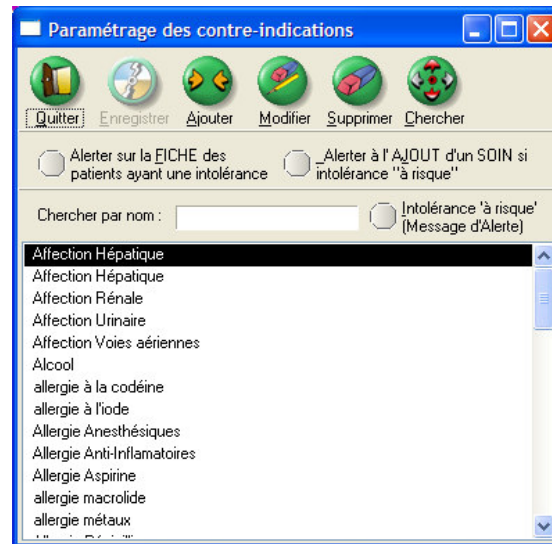 Paramétrage des contre-indications
Quitter Enregistrer Ajouter Modifier Supprimer Chercher
Alerter sur la FICHE des
patients ayant une intolérance
_Alerter à l' AJOUT d'un SOIN si
intolérance "à risque"
Chercher par nom :
Intolérance 'à risque'
(Message d'Alerte)
Affection Hépatique
Affection Hépatique
Affection Rénale
Affection Urinaire
Affection Voies aériennes
Alcool
allergie à la codéine
allergie à l'iode
Allergie Anesthésiques
Allergie Anti-Inflamatoires
Allergie Aspirine
allergie macrolide
allergie métaux